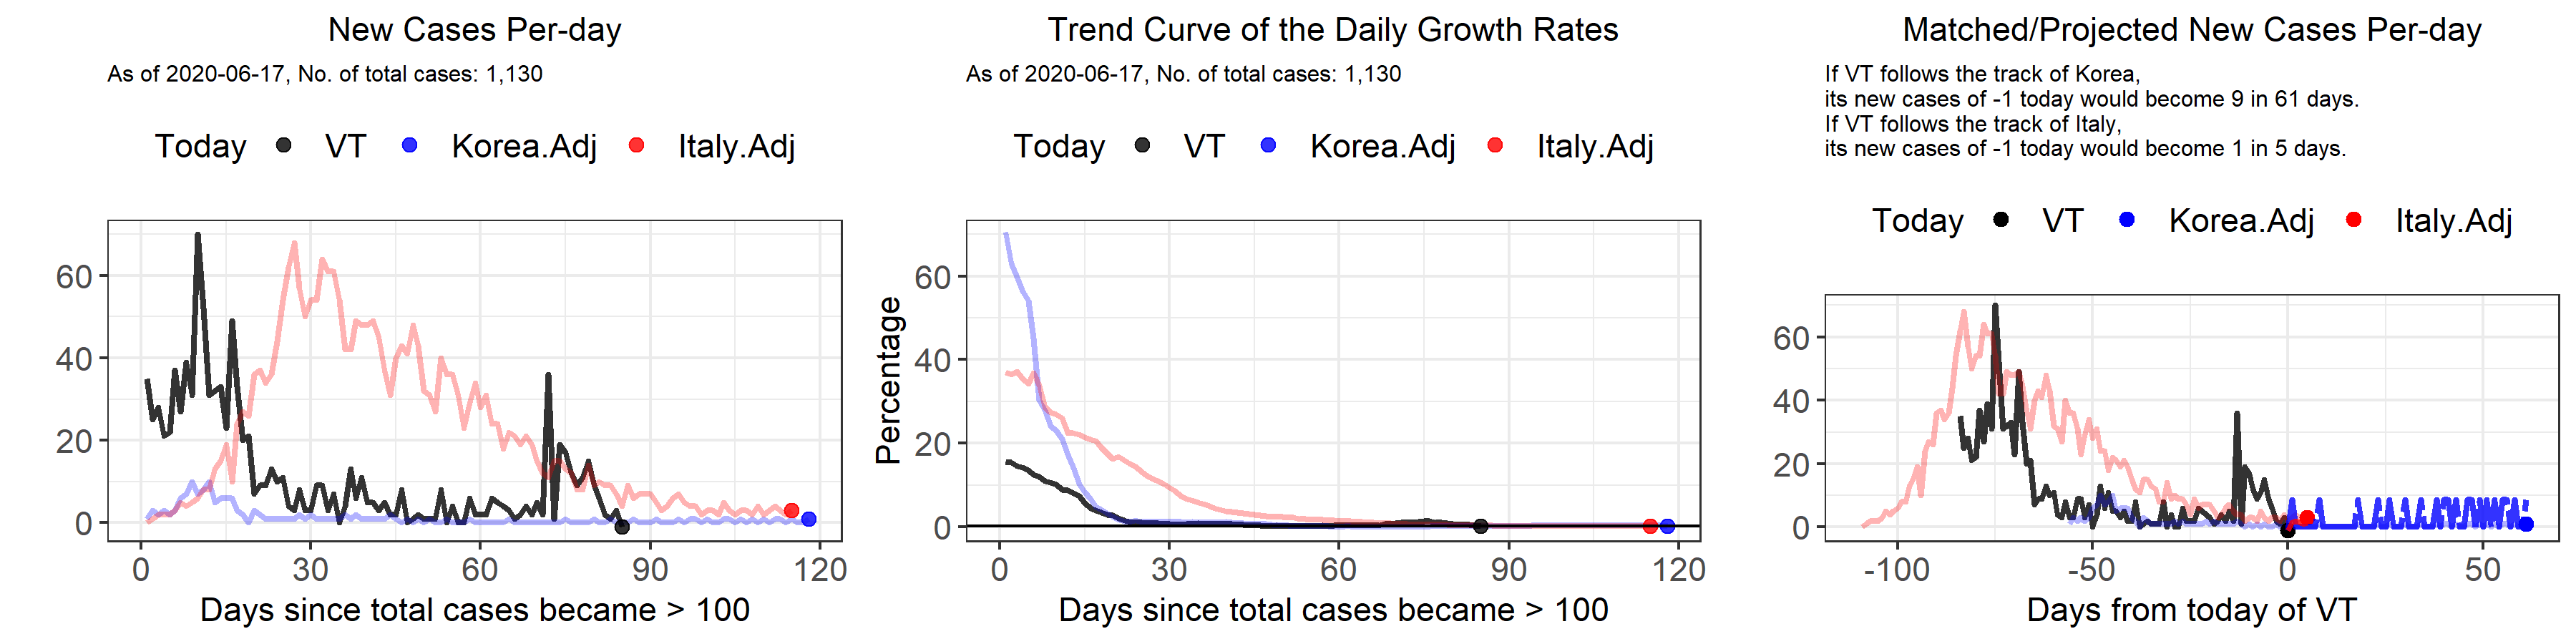 New Cases Per-day
As of 2020-06-17, No. of total cases: 1,130
Today VT Korea.Adj Italy.Adj
60
40
20
0
0 30 60 90 120
Days since total cases became > 100
Trend Curve of the Daily Growth Rates
As of 2020-06-17, No. of total cases: 1,130
Today VT Korea.Adj Italy.Adj
Percentage
60
40
20
0
0 30 60 90 120
Days since total cases became > 100
Matched/Projected New Cases Per-day
If VT follows the track of Korea,
its new cases of -1 today would become 9 in 61 days.
If VT follows the track of Italy,
its new cases of -1 today would become 1 in 5 days.
Today VT Korea.Adj Italy.Adj
60
40
20
0
-100 -50 0 50
Days from today of VT